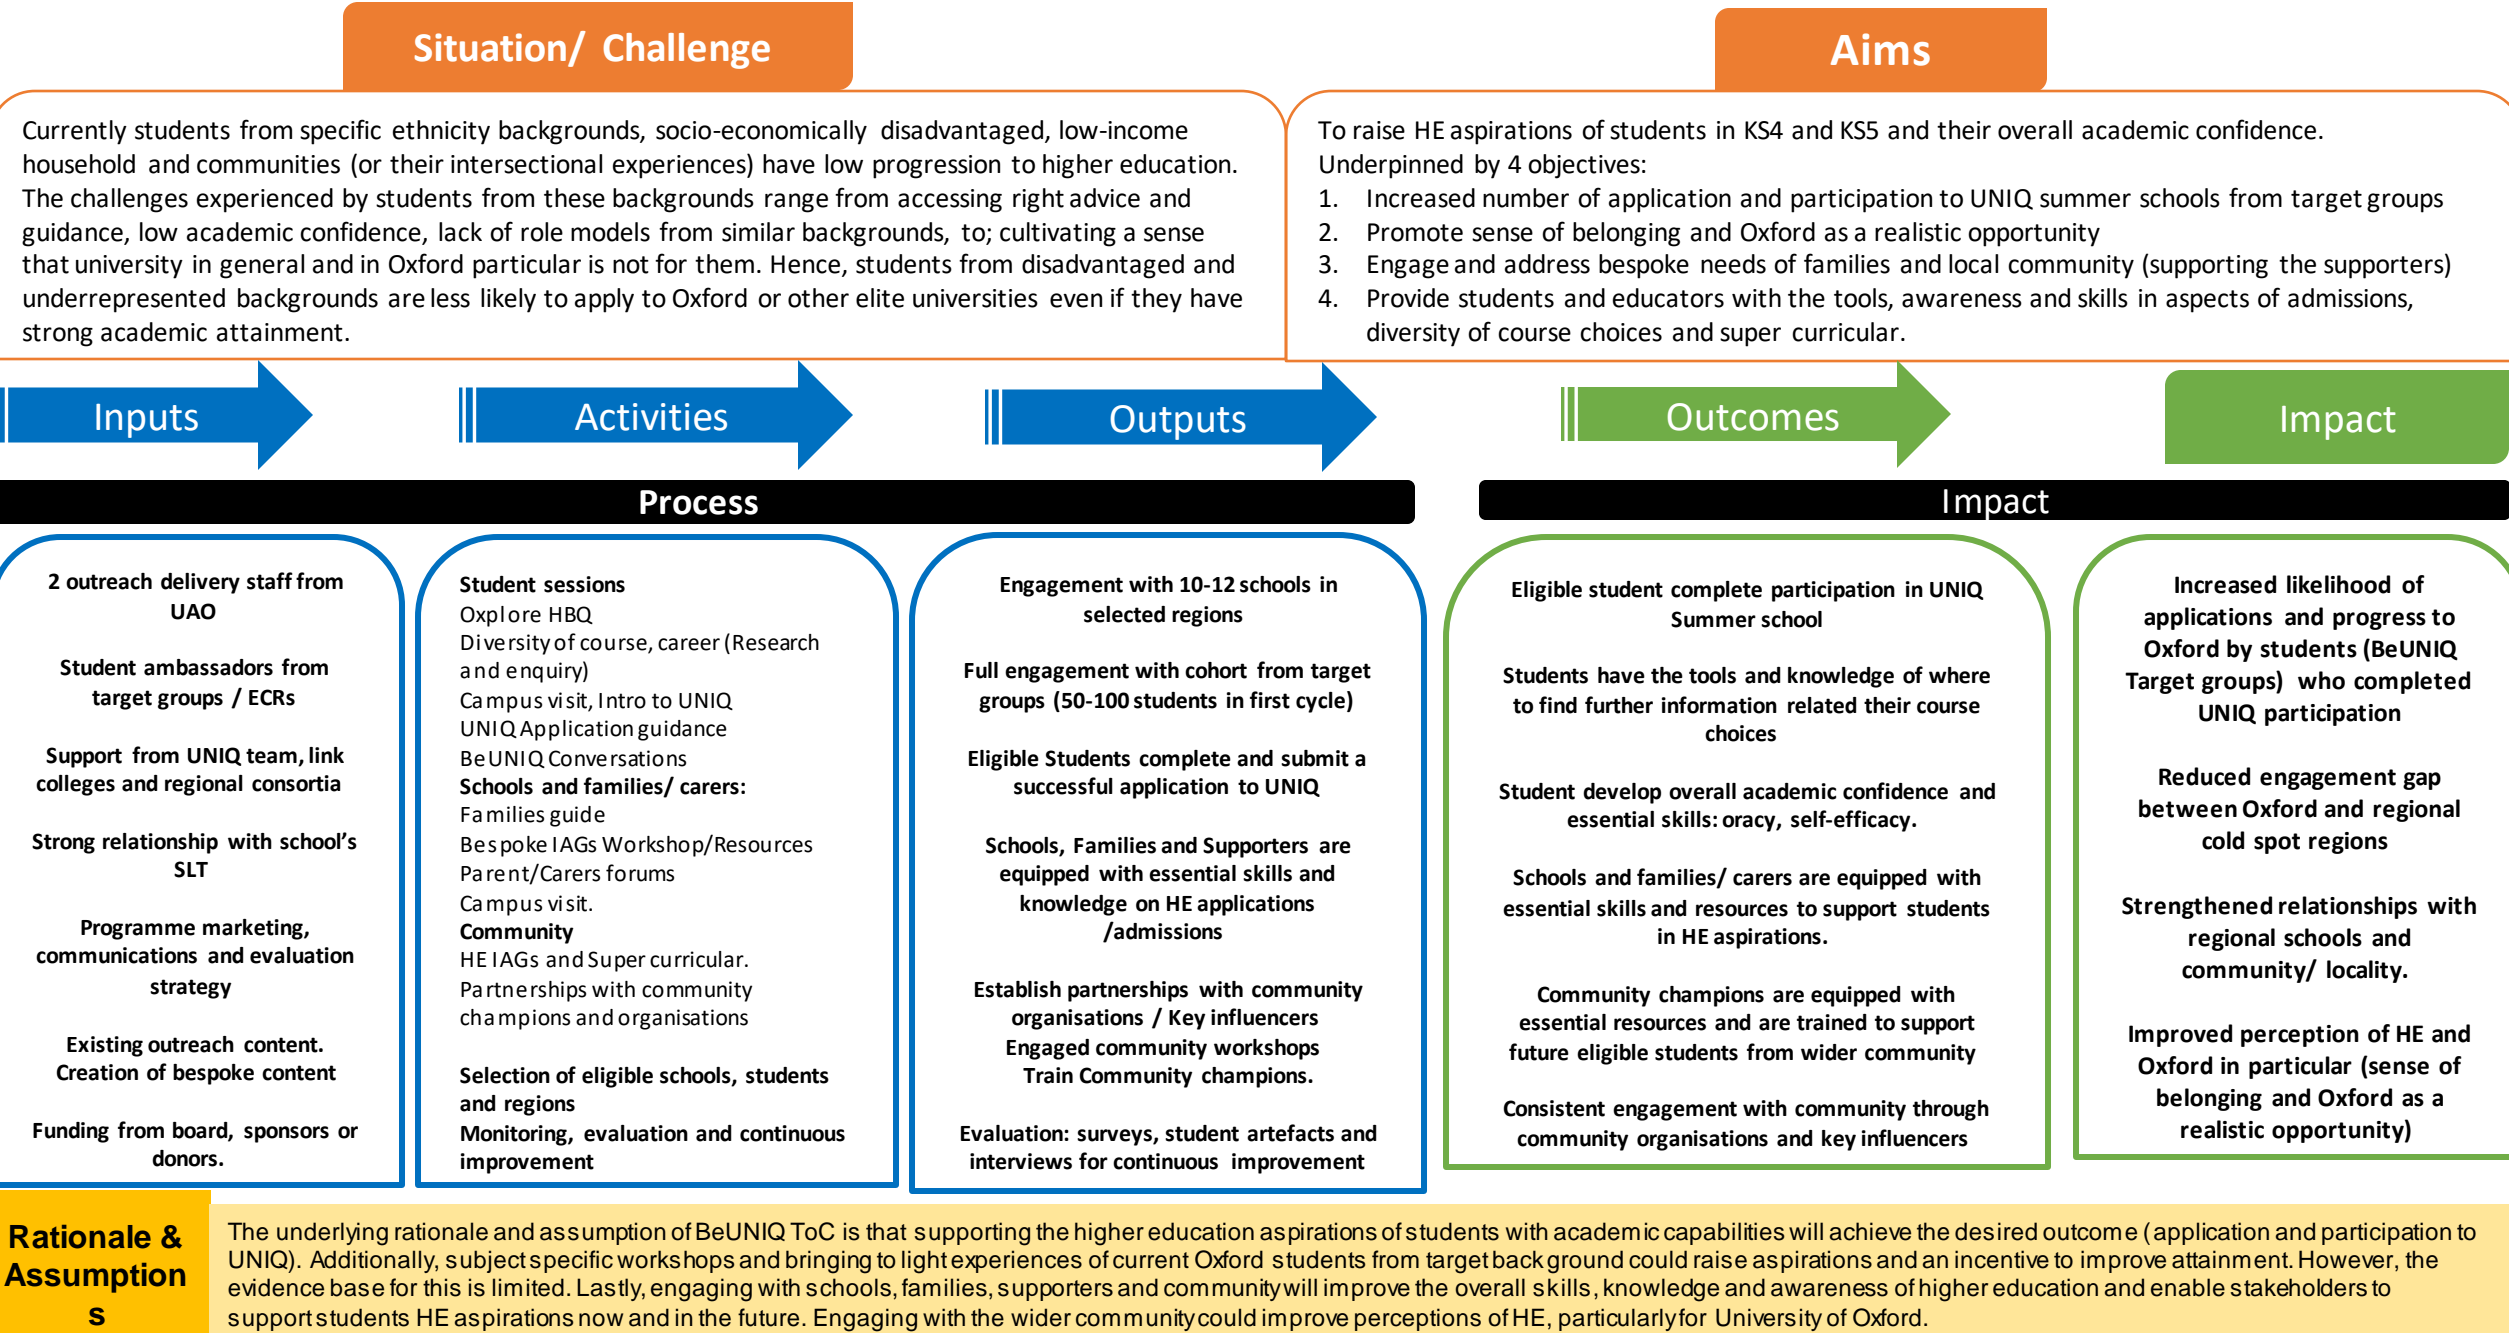 Situation/ Challenge
Currently students from specific ethnicity backgrounds, socio-economically disadvantaged, low-income
household and communities (or their intersectional experiences) have low progression to higher education.
The challenges experienced by students from these backgrounds range from accessing right advice and
guidance, low academic confidence, lack of role models from similar backgrounds, to; cultivating a sense
that university in general and in Oxford particular is not for them. Hence, students from disadvantaged and
underrepresented backgrounds are less likely to apply to Oxford or other elite universities even if they have
strong academic attainment.
Aims
To raise HE aspirations of students in KS4 and KS5 and their overall academic confidence.
Underpinned by 4 objectives:
1. Increased number of application and participation to UNIQ summer schools from target groups
2. Promote sense of belonging and Oxford as a realistic opportunity
3. Engage and address bespoke needs of families and local community (supporting the supporters)
4. Provide students and educators with the tools, awareness and skills in aspects of admissions,
diversity of course choices and super curricular.
Inputs
Activities
Outputs
Outcomes
Impact
Process
Impact
2 outreach delivery staff from
UAO
Student ambassadors from
target groups / ECRs
Support from UNIQ team, link
colleges and regional consortia
Strong relationship with school's
SLT
Programme marketing,
communications and evaluation
strategy
Existing outreach content.
Creation of bespoke content
Funding from board, sponsors or
donors.
Student sessions
Oxplore HBQ
Diversity of course, career (Research
and enquiry)
Campus visit, Intro to UNIQ
UNIQ Application guidance
BeUNIQ Conversations
Schools and families/ carers:
Families guide
Bespoke IAGs Workshop/Resources
Parent/Carers forums
Campus visit.
Community
HE IAGs and Super curricular.
Partnerships with community
champions and organisations
Selection of eligible schools, students
and regions
Monitoring, evaluation and continuous
improvement
Engagement with 10-12 schools in
selected regions
Full engagement with cohort from target
groups (50-100 students in first cycle)
Eligible Students complete and submit a
successful application to UNIQ
Schools, Families and Supporters are
equipped with essential skills and
knowledge on HE applications
/admissions
Establish partnerships with community
organisations / Key influencers
Engaged community workshops
Train Community champions.
Evaluation: surveys, student artefacts and
interviews for continuous improvement
Eligible student complete participation in UNIQ
Summer school
Students have the tools and knowledge of where
to find further information related their course
choices
Student develop overall academic confidence and
essential skills: oracy, self-efficacy.
Schools and families/ carers are equipped with
essential skills and resources to support students
in HE aspirations.
Community champions are equipped with
essential resources and are trained to support
future eligible students from wider community
Consistent engagement with community through
community organisations and key influencers
Increased likelihood of
applications and progress to
Oxford by students (BeUNIQ
Target groups) who completed
UNIQ participation
Reduced engagement gap
between Oxford and regional
cold spot regions
Strengthened relationships with
regional schools and
community/ locality.
Improved perception of HE and
Oxford in particular (sense of
belonging and Oxford as a
realistic opportunity)
Rationale &
Assumption
s
The underlying rationale and assumption of BeUNIQ ToC is that supporting the higher education aspirations of students with academic capabilities will achieve the desired outcome (application and participation to
UNIQ). Additionally, subject specific workshops and bringing to light experiences of current Oxford students from target back ground could raise aspirations and an incentive to improve attainment. However, the
evidence base for this is limited. Lastly, engaging with schools, families, supporters and community will improve the overall skills, knowledge and awareness of higher education and enable stakeholders to
support students HE aspirations now and in the future. Engaging with the wider community could improve perceptions of HE, particularly for University of Oxford.